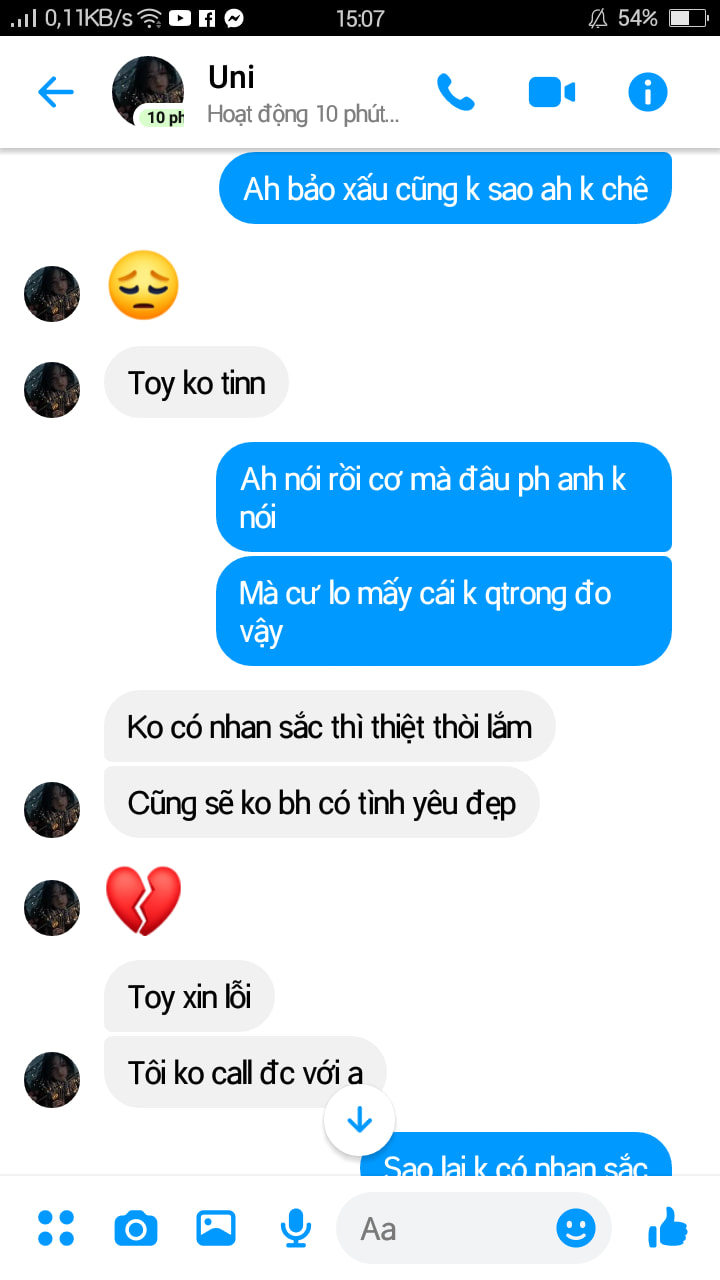 0,11KB/s
15:07
54%
Uni
10 ph
Hoạt động 10 phút...
Ah bảo xấu cũng k sao ah k chê
Toy ko tinn
Ah nói rồi cơ mà đâu ph anh k
nói
Mà cư lo mấy cái k qtrong đo
vậy
Ko có nhan sắc thì thiệt thòi lắm
Cũng sẽ ko bh có tình yêu đẹp
Toy xin lỗi
Tôi ko call đc với a
Sao lai k có nhan sắc
Aa